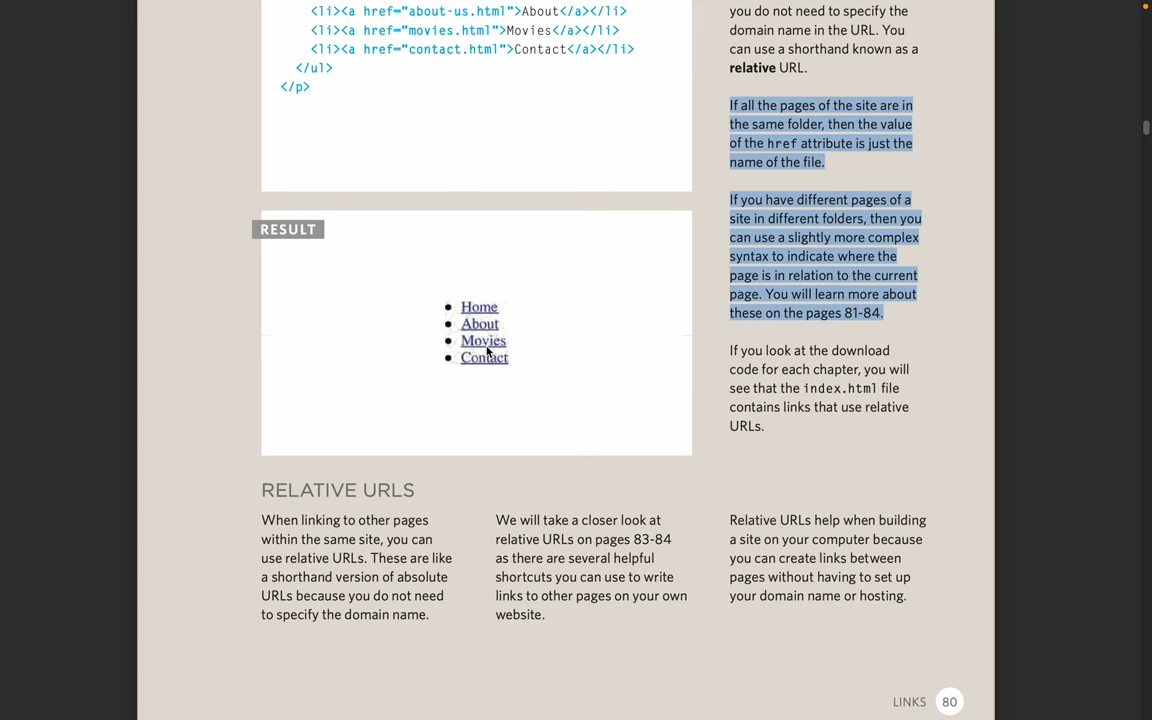 <li><a href="about-us.html">About</a></li>
<li><a href="movies.html">Movies</a></li>
<li><a href="contact.html">Contact</a></li>
</ul>
</p>
RESULT
Home
About
Movies
Contact
you do not need to specify the
domain name in the URL. You
can use a shorthand known as a
relative URL.
If all the pages of the site are in
the same folder, then the value
of the href attribute is just the
name of the file.
If you have different pages of a
site in different folders, then you
can use a slightly more complex
syntax to indicate where the
page is in relation to the current
page. You will learn more about
these on the pages 81-84.
If you look at the download
code for each chapter, you will
see that the index.html file
contains links that use relative
URLs.
RELATIVE URLS
When linking to other pages
within the same site, you can
use relative URLs. These are like
a shorthand version of absolute
URLs because you do not need
to specify the domain name.
We will take a closer look at
relative URLs on pages 83-84
as there are several helpful
shortcuts you can use to write
links to other pages on your own
website.
Relative URLs help when building
a site on your computer because
you can create links between
pages without having to set up
your domain name or hosting.
LINKS 80